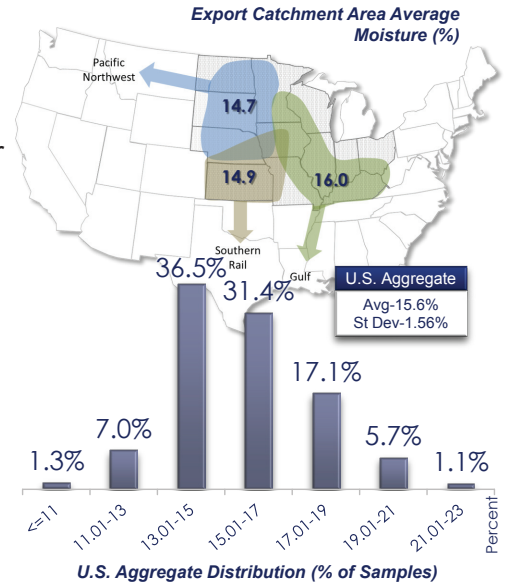 Export Catchment Area Average
Moisture (%)
Pacific
Northwest
14.7
14.9
16.0
Southern
Rail
Gulf
U.S. Aggregate
Avg-15.6%
St Dev-1.56%
36.5%
31.4%
17.1%
7.0%
5.7%
1.3%
1.1%
<=11
11.01-13
13.01-15
15.01-17
17.01-19
19.01-21
21.01-23
Percent
U.S. Aggregate Distribution (% of Samples)